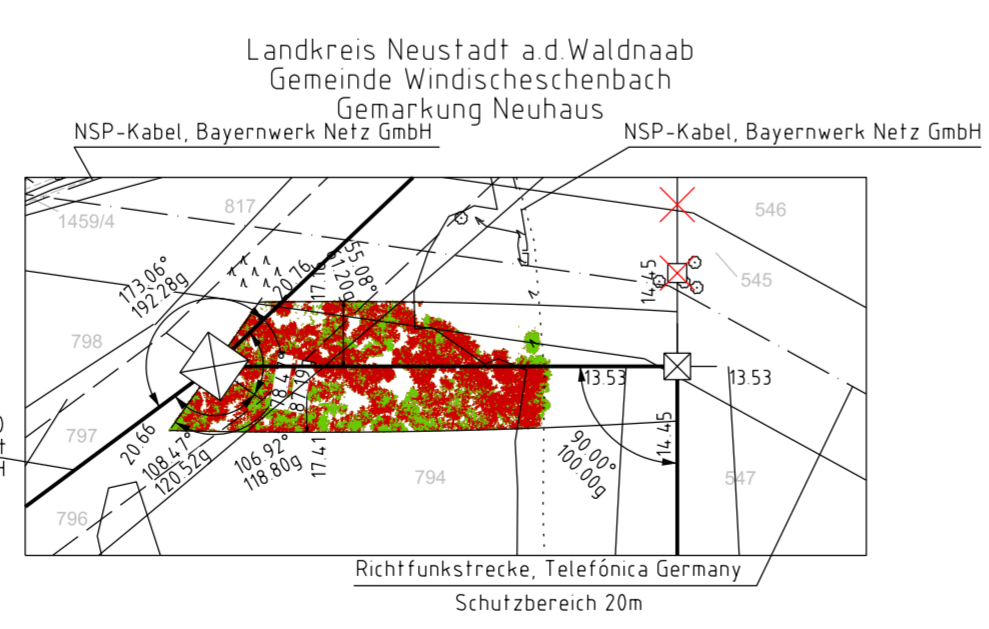 Landkreis Neustadt a.d.Waldnaab
Gemeinde Windischeschenbach
Gemarkung Neuhaus
NSP-Kabel, Bayernwerk Netz GmbH
NSP-Kabel, Bayernwerk Netz GmbH
1459/4
817
546
545
173.06°
192.28g
20.76
55.08°
14.45
798
13.53
13.53
797
20.66
108.47°
120.52g
106.92°
118.80g
17.41
90.00°
100.00g
14.45
794
547
796
Richtfunkstrecke, Telefónica Germany
Schutzbereich 20m